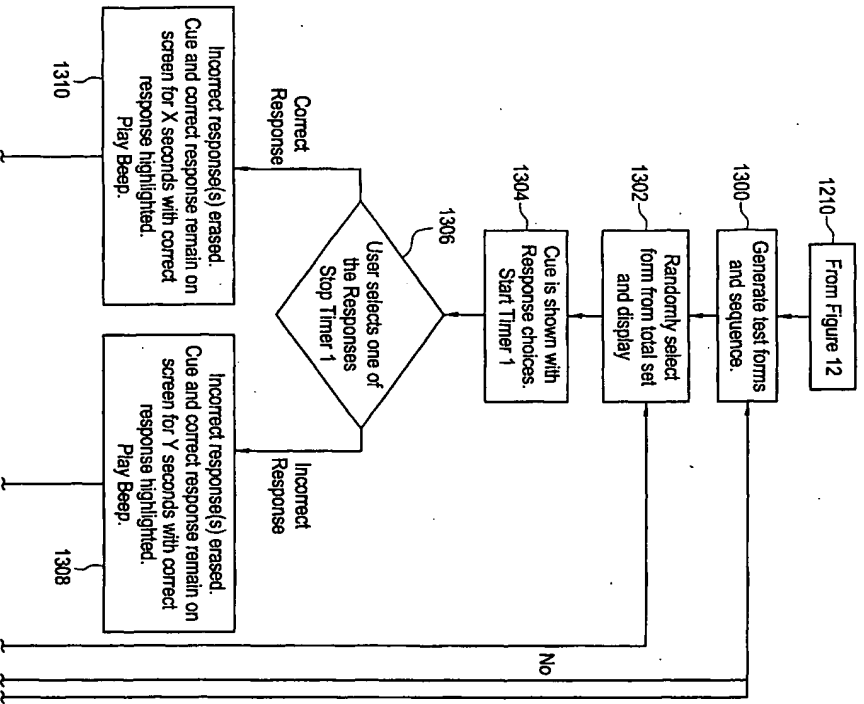 1210
From Figure 12
1300
Generate test forms
and sequence.
1302
Randomly select
form from total set
and display
1304
Cue is shown with
Response choices.
Start Timer 1
1306
User selects one of
the Responses
Stop Timer 1
Correct
Response
Incorrect
Response
Incorrect response(s) erased.
Cue and correct response remain on
screen for X seconds with correct
response highlighted.
Play Beep.
1310
Incorrect response(s) erased.
Cue and correct response remain on
screen for Y seconds with correct
response highlighted.
Play Beep.
1308
No